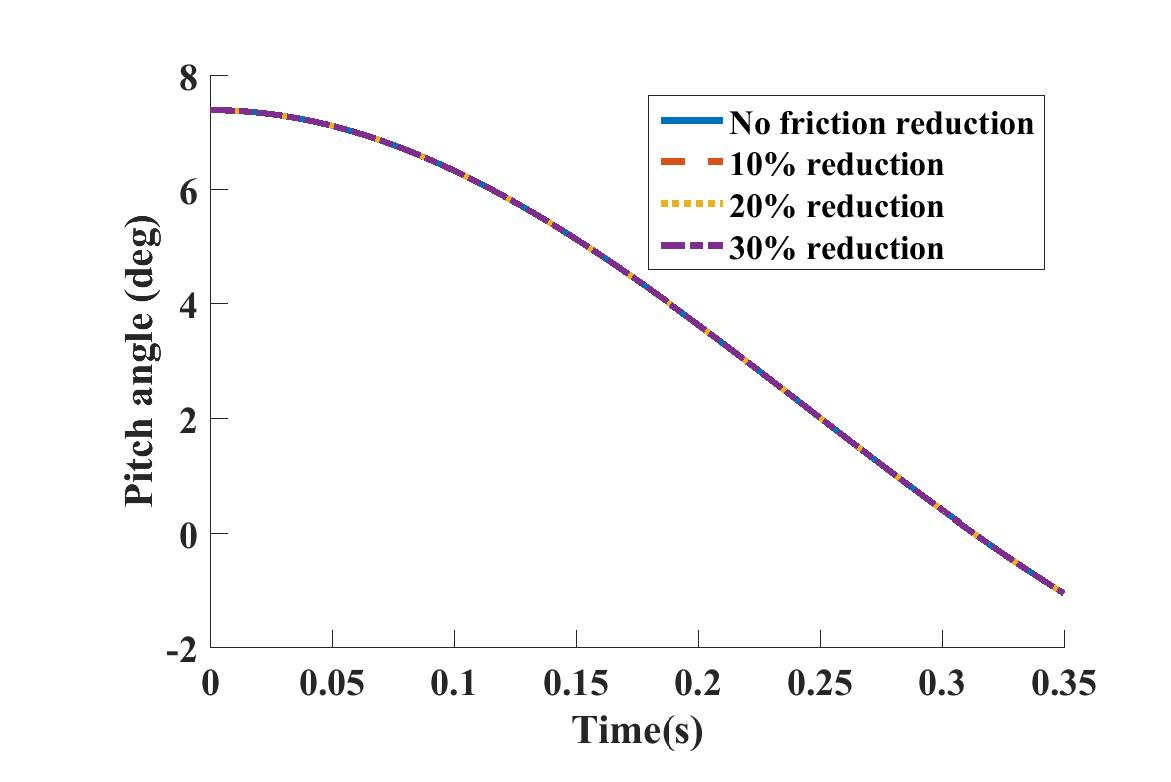 8
6
4
2
0
-2
Pitch angle (deg)
No friction reduction
10% reduction
20% reduction
30% reduction
0 0.05 0.1 0.15 0.2 0.25 0.3 0.35
Time(s)